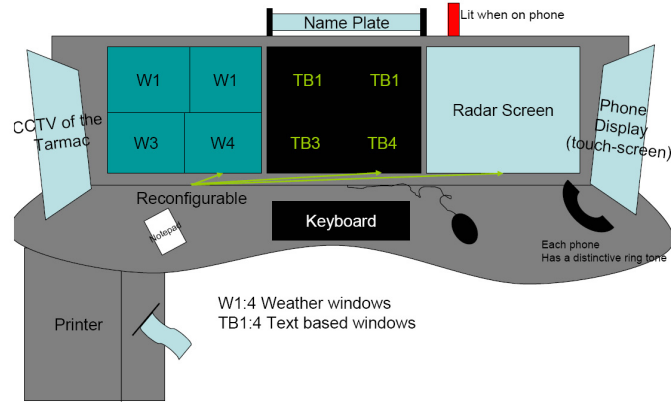 Name Plate
Lit when on phone
W1
W1
TB1
TB1
W3
W4
TB3
TB4
Radar Screen
CCTV of the
Tarmac
Phone
Display
(touch-screen)
Reconfigurable
Notepad
Keyboard
Each phone
Has a distinctive ring tone
Printer
W1:4 Weather windows
TB1:4 Text based windows